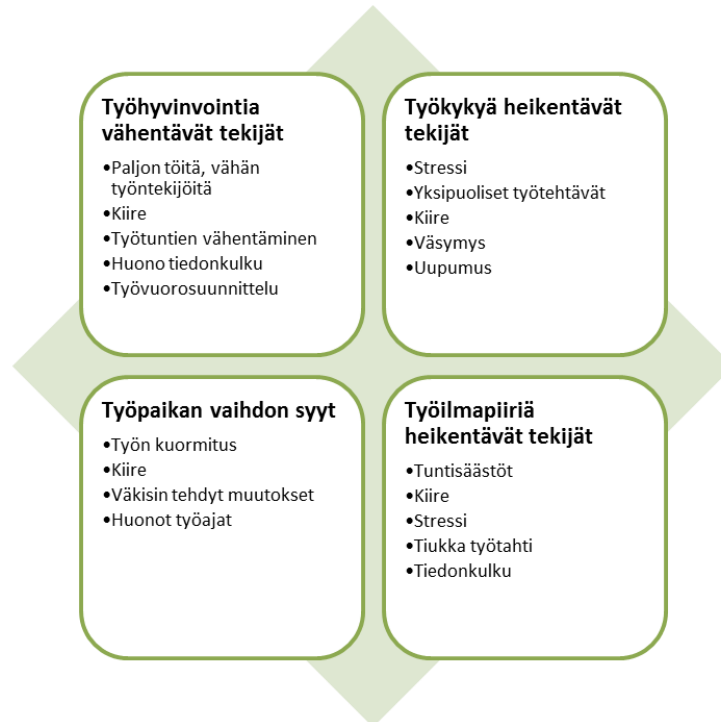 Työhyvinvointia
vähentävät tekijät
•Paljon töitä, vähän
työntekijöitä
•Kiire
•Työtuntien vähentäminen
•Huono tiedonkulku
•Työvuorosuunnittelu
Työkykyä heikentävät
tekijät
•Stressi
•Yksipuoliset työtehtävät
•Kiire
•Väsymys
•Uupumus
Työpaikan vaihdon syyt
•Työn kuormitus
•Kiire
•Väkisin tehdyt muutokset
•Huonot työajat
Työilmapiiriä
heikentävät tekijät
•Tuntisäästöt
•Kiire
•Stressi
•Tiukka työtahti
•Tiedonkulku